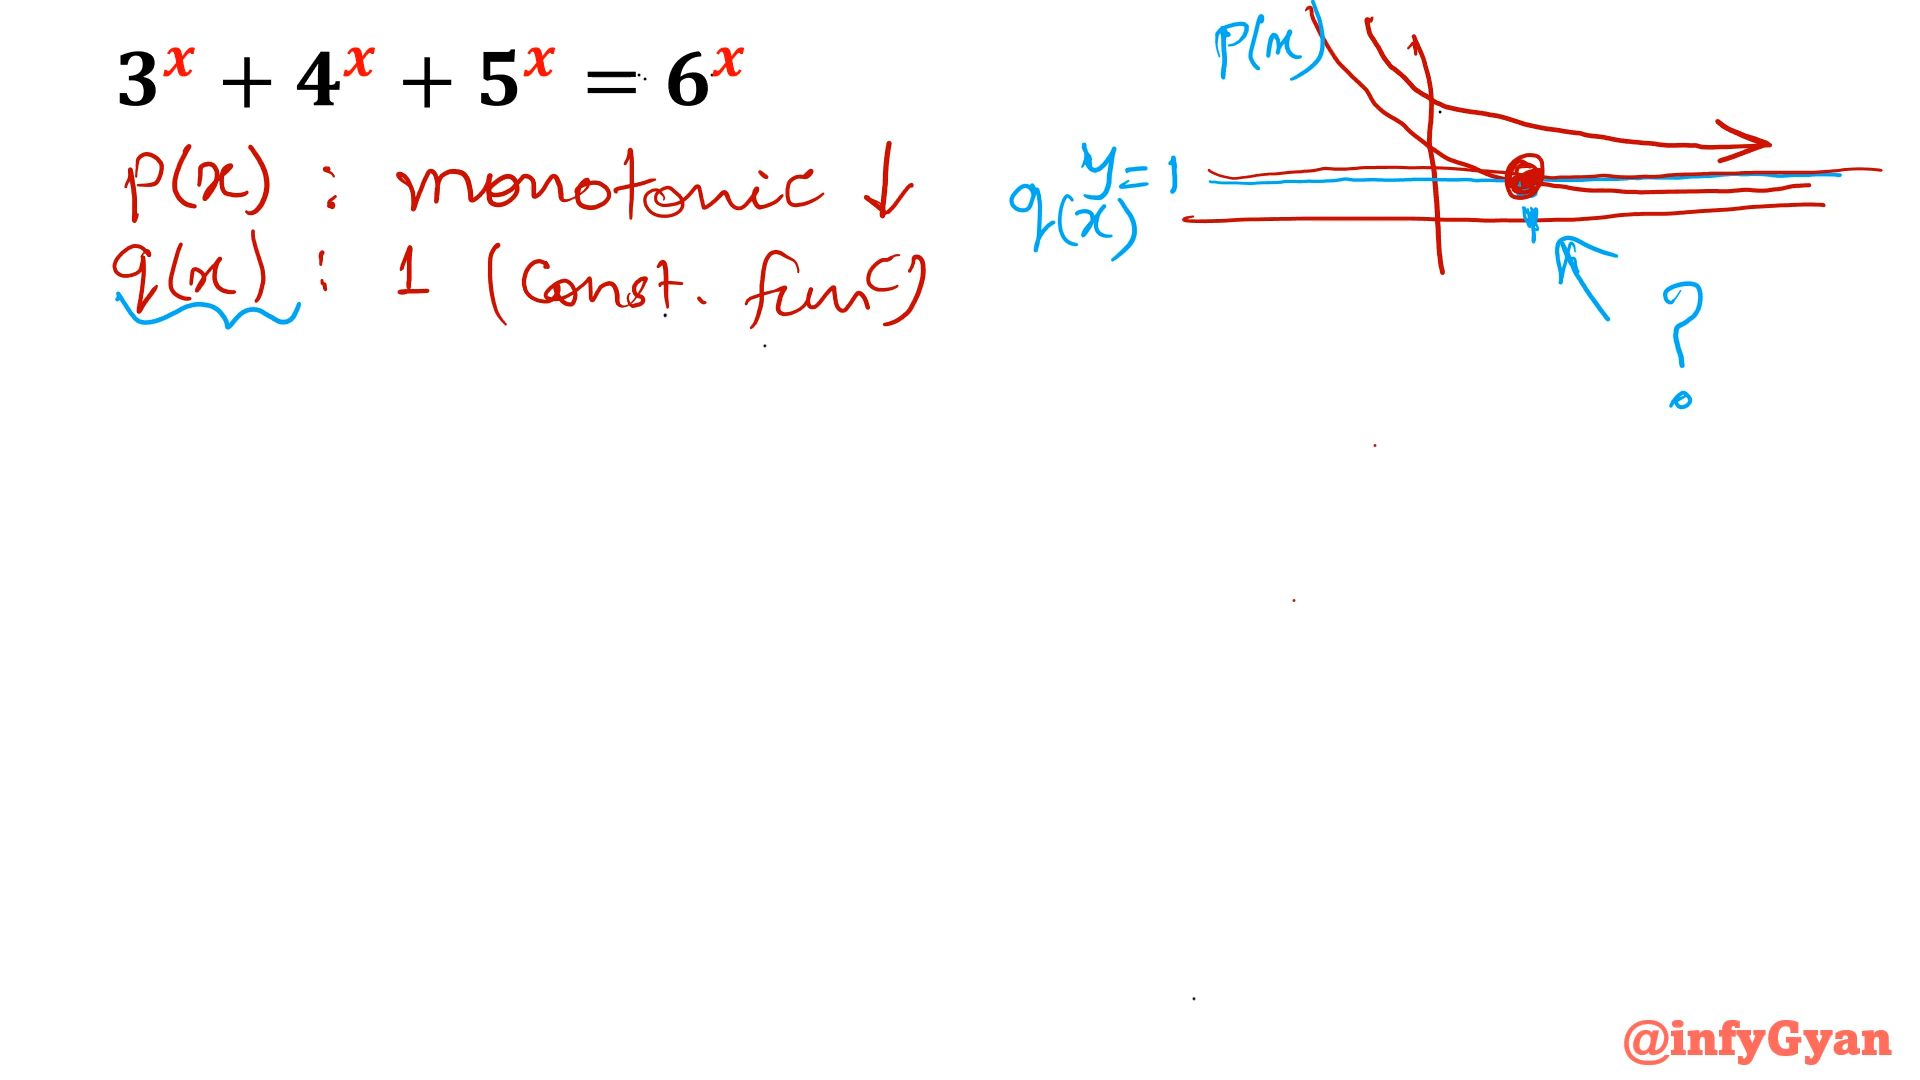 3^x + 4^x + 5^x = 6^x
p(x) : monotonic ↓
q(x) : 1 (Const. func)
p(x)
y = 1
q(x)
?
@infyGyan